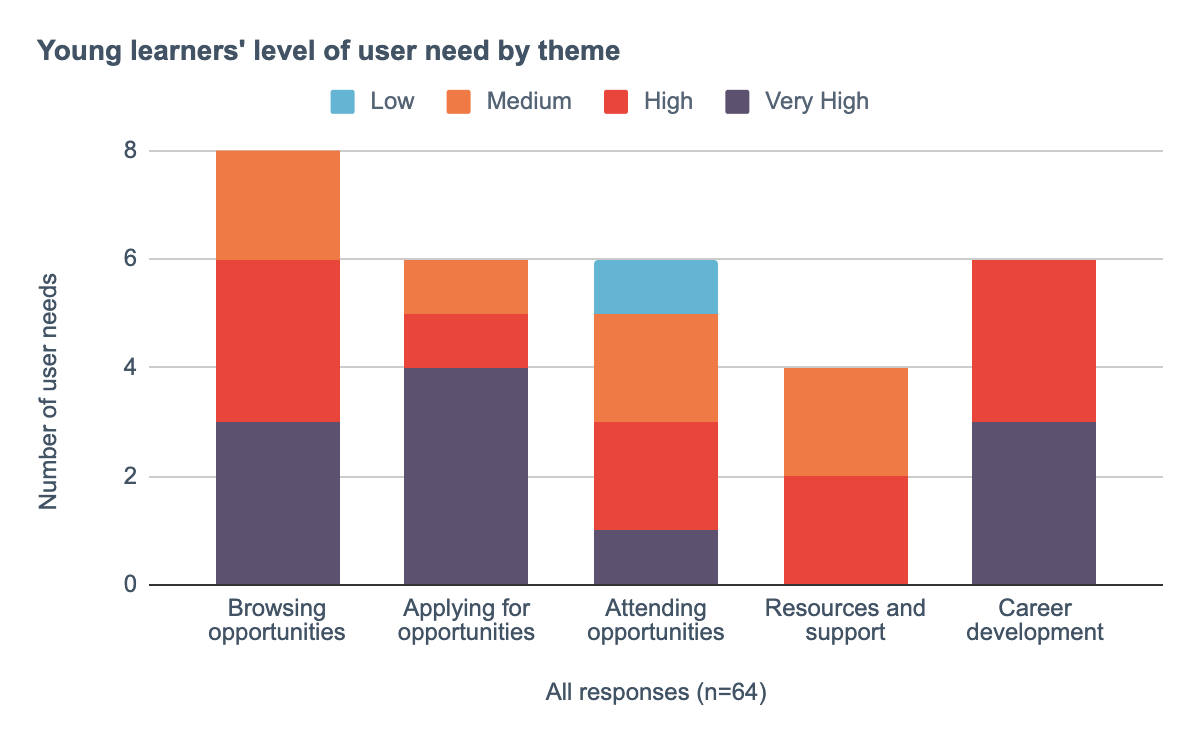 Young learners' level of user need by theme
Low Medium High Very High
Number of user needs
8
6
4
2
0
Browsing opportunities
Applying for opportunities
Attending opportunities
Resources and support
Career development
All responses (n=64)